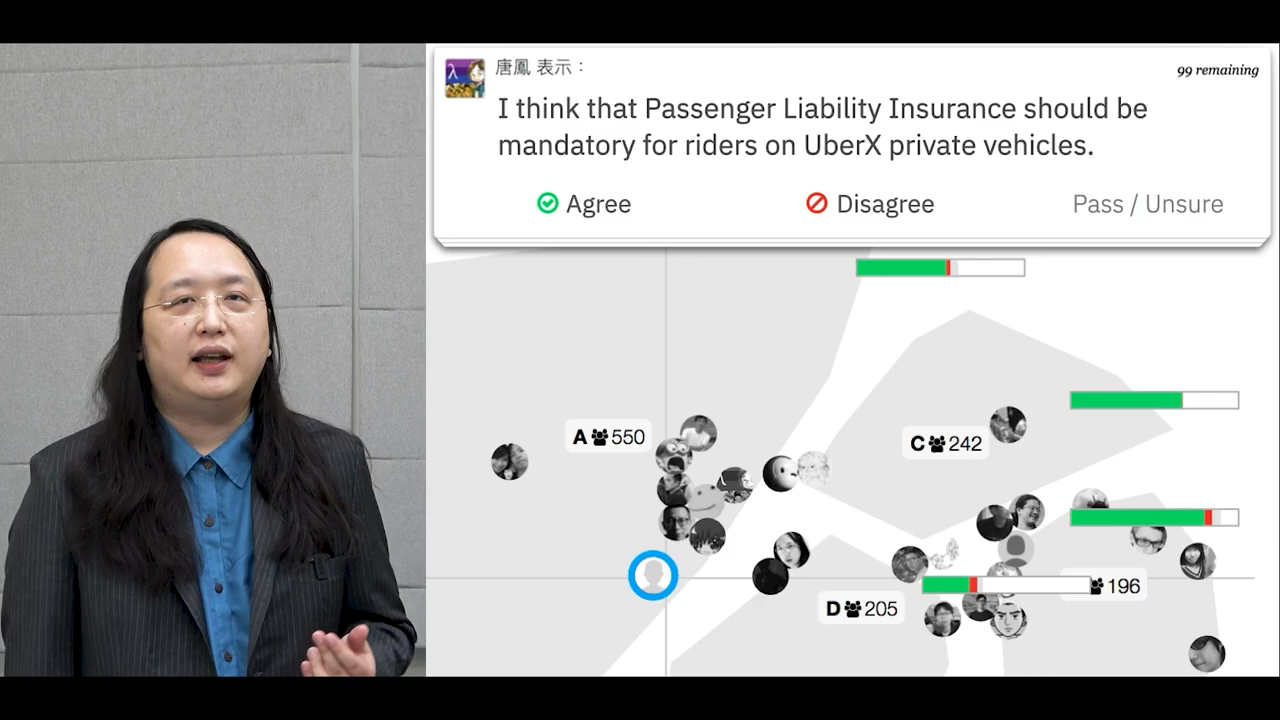 唐鳳 表示：
99 remaining
I think that Passenger Liability Insurance should be
mandatory for riders on UberX private vehicles.
Agree
Disagree
Pass / Unsure
A 550
C 242
196
D 205